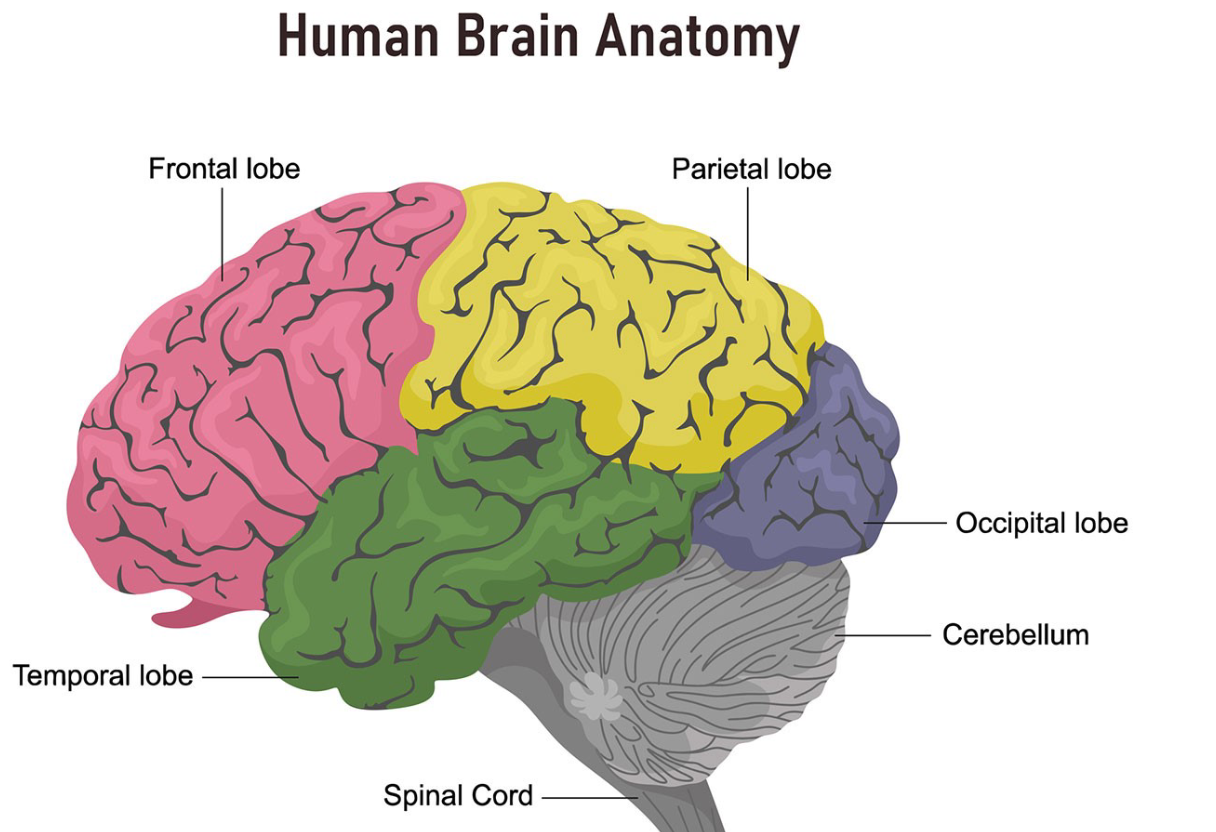 Human Brain Anatomy
Frontal lobe
Parietal lobe
Occipital lobe
Cerebellum
Temporal lobe
Spinal Cord